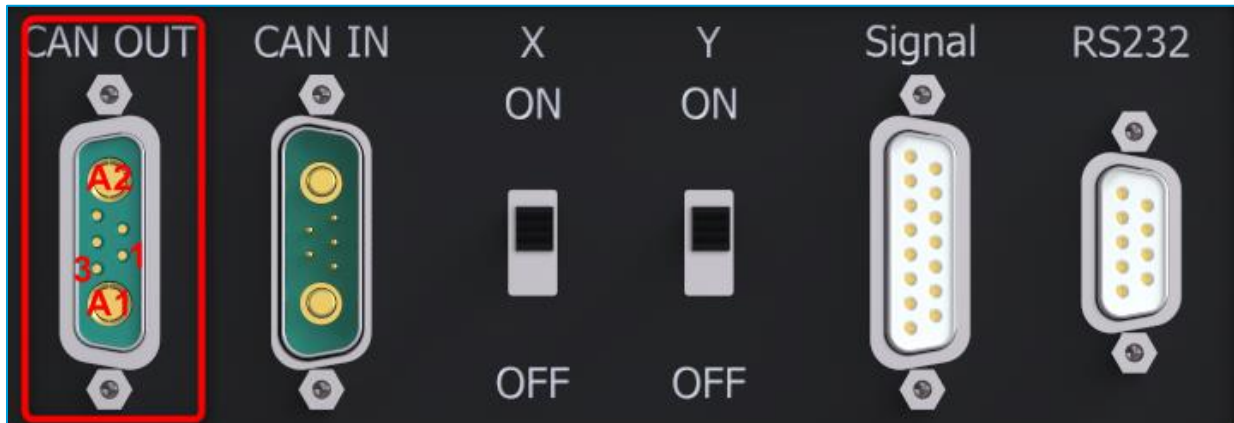 CAN OUT CAN IN X Y Signal RS232
ON ON
A2
3 1
A1
OFF OFF